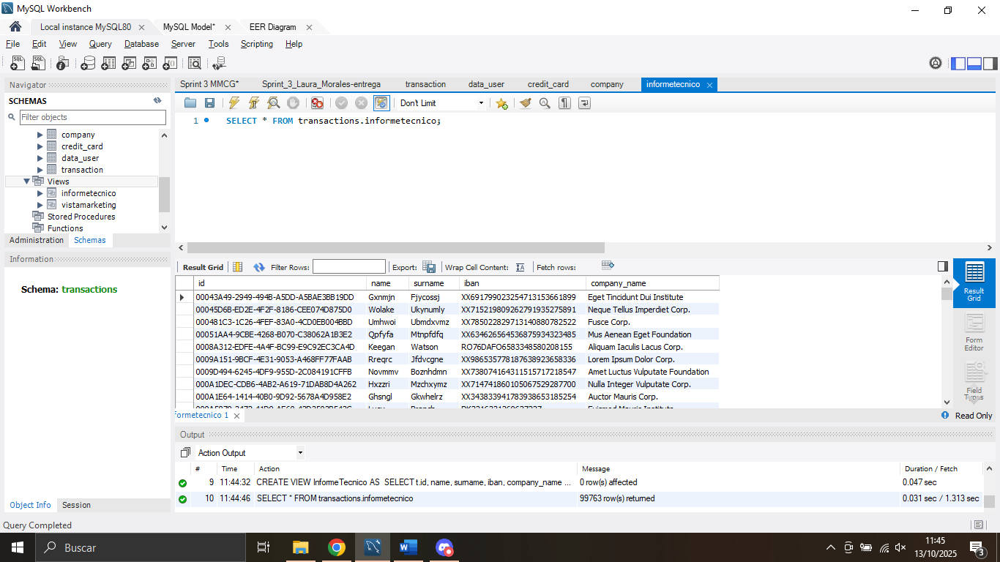 MySQL Workbench
Local instance MySQL80 MySQL Model* EER Diagram
File Edit View Query Database Server Tools Scripting Help
Navigator
SCHEMAS
Filter objects
company
credit_card
data_user
transaction
Views
informetecnico
vistamarketing
Stored Procedures
Functions
Administration Schemas
Information
Schema: transactions
Object Info Session
Sprint 3 MMCG* Sprint_3_Laura_Morales-entrega transaction data_user credit_card company informetecnico
Don't Limit
1 SELECT * FROM transactions.informetecnico;
Result Grid Filter Rows: Export: Wrap Cell Content: Fetch rows:
id name surname iban company_name
00043A49-2949-494B-A5DD-A5BAE3BB19DD Gxnmjn Fjycossj XX691799023254713153661899 Eget Tincidunt Dui Institute
00045D6B-ED2E-4F2F-8186-CEE074D875D0 Wolake Ukynumly XX715219809262791935275891 Neque Tellus Imperdiet Corp.
000481C3-1C26-4FEF-83A0-4CD0EB004BBD Umhwoi Ubmdxvmz XX785022829713140880782522 Fusce Corp.
00051AA4-9CBE-4268-B070-C38062A1B3E2 Qpfyfa Mtnpfdfq XX634626564536875934323485 Mus Aenean Eget Foundation
0008A312-EDFE-4A4F-BC99-E9C92EC3CA4D Keegan Watson RO76DAFO6583348580208155 Aliquam Iaculis Lacus Corp.
0009A151-9BCF-4E31-9053-A468FF77FAAB Rreqrc Jfdvcgne XX986535778187638923658336 Lorem Ipsum Dolor Corp.
0009D494-6245-4DF9-955D-2C084191CFFB Novmmv Boznhdmn XX738074164311515717218547 Amet Luctus Vulputate Foundation
000A1DEC-CDB6-4AB2-A619-71DAB8D4A262 Hxzzri Mzchxymz XX714741860105067529287700 Nulla Integer Vulputate Corp.
000A1E64-1414-40B0-9D92-5678A4D958E2 Ghsngl Gkwhelrz XX343833941783938653185254 Auctor Mauris Corp.
Result Grid
Form Editor
Field Types
formetecnico 1
Read Only
Output
Action Output
# Time Action Message Duration / Fetch
9 11:44:32 CREATE VIEW InformeTecnico AS SELECT t.id, name, surname, iban, company_name ... 0 row(s) affected 0.047 sec
10 11:44:46 SELECT * FROM transactions.informetecnico 99763 row(s) returned 0.031 sec / 1.313 sec
Query Completed
Buscar
11:45
13/10/2025
3